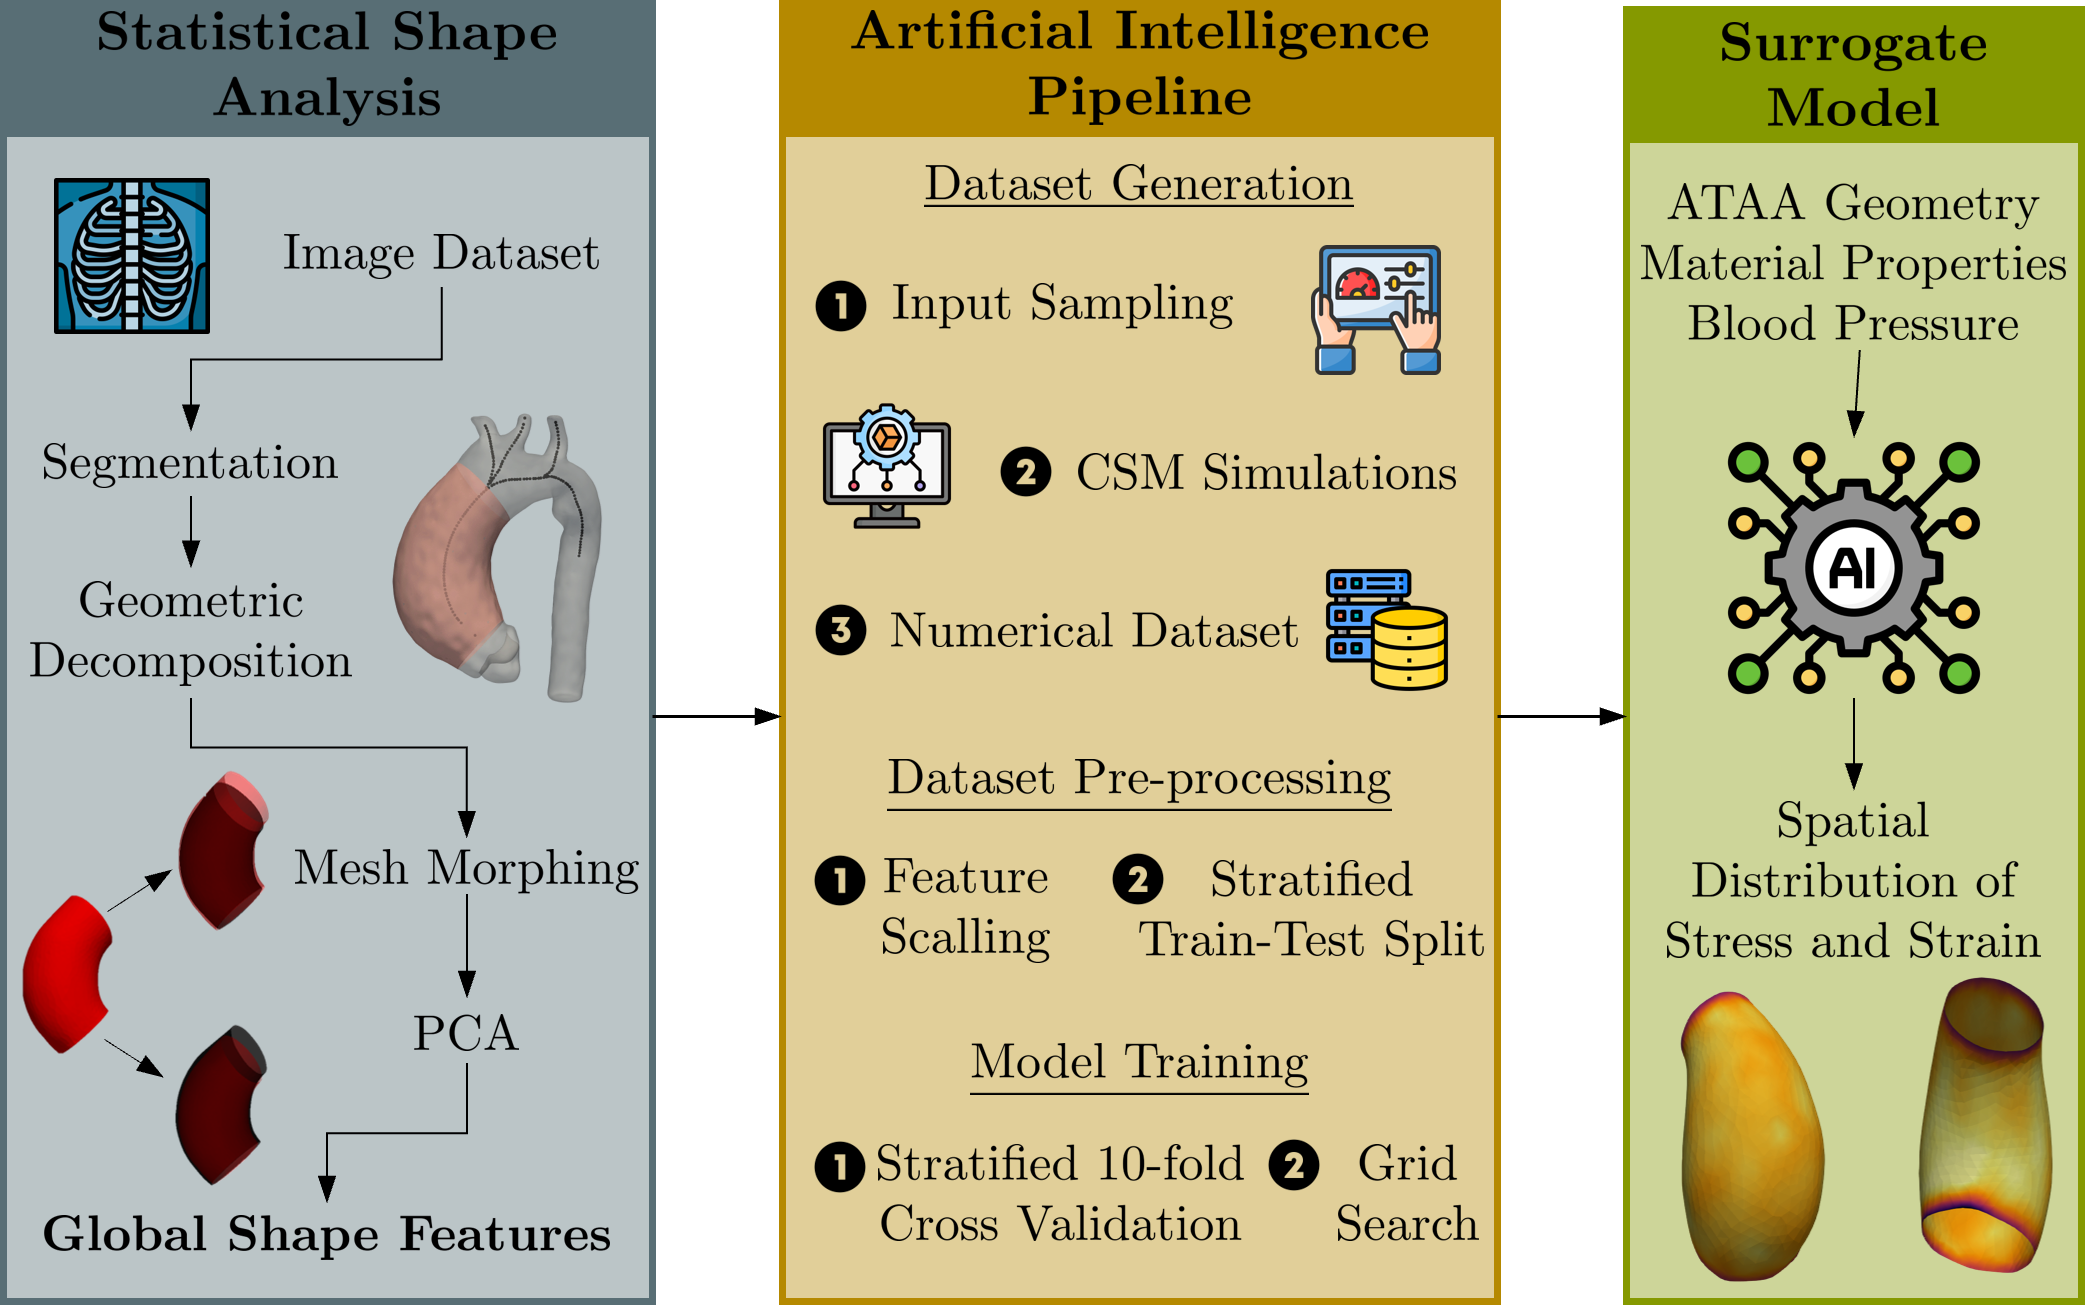 Statistical Shape
Analysis
Image Dataset
Segmentation
Geometric
Decomposition
Mesh Morphing
PCA
Global Shape Features
Artificial Intelligence
Pipeline
Dataset Generation
1 Input Sampling
2 CSM Simulations
3 Numerical Dataset
Dataset Pre-processing
1 Feature
Scalling
2 Stratified
Train-Test Split
Model Training
1 Stratified 10-fold
Cross Validation
2 Grid
Search
Surrogate
Model
ATAA Geometry
Material Properties
Blood Pressure
AI
Spatial
Distribution of
Stress and Strain